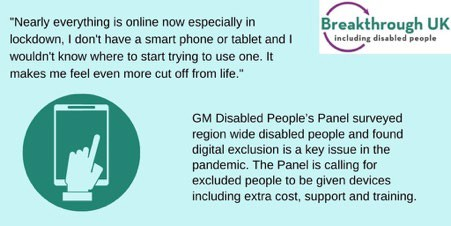 "Nearly everything is online now especially in
lockdown, I don't have a smart phone or tablet and I
wouldn't know where to start trying to use one. It
makes me feel even more cut off from life."
Breakthrough UK
including disabled people
GM Disabled People's Panel surveyed
region wide disabled people and found
digital exclusion is a key issue in the
pandemic. The Panel is calling for
excluded people to be given devices
including extra cost, support and training.